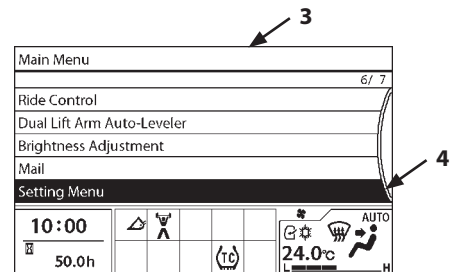 3
Main Menu
6/ 7
Ride Control
Dual Lift Arm Auto-Leveler
Brightness Adjustment
Mail
4
Setting Menu
10:00
AUTO
50.0h
TC
24.0°C
L H